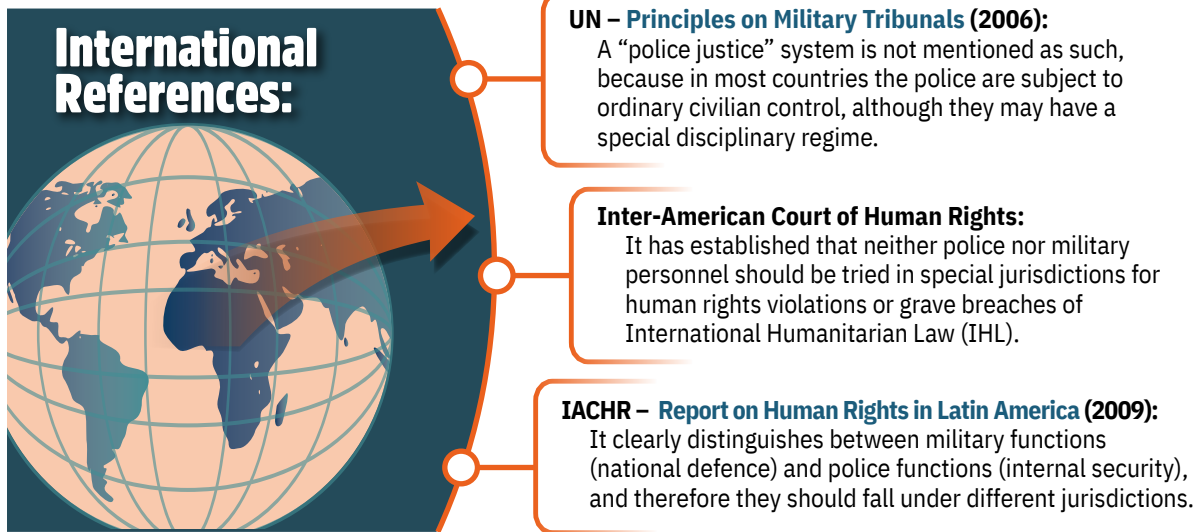 International
References:
UN – Principles on Military Tribunals (2006):
A “police justice” system is not mentioned as such,
because in most countries the police are subject to
ordinary civilian control, although they may have a
special disciplinary regime.
Inter-American Court of Human Rights:
It has established that neither police nor military
personnel should be tried in special jurisdictions for
human rights violations or grave breaches of
International Humanitarian Law (IHL).
IACHR – Report on Human Rights in Latin America (2009):
It clearly distinguishes between military functions
(national defence) and police functions (internal security),
and therefore they should fall under different jurisdictions.